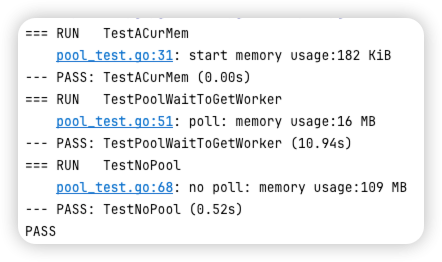 === RUN   TestACurMem
    pool_test.go:31: start memory usage:182 KiB
--- PASS: TestACurMem (0.00s)
=== RUN   TestPoolWaitToGetWorker
    pool_test.go:51: poll: memory usage:16 MB
--- PASS: TestPoolWaitToGetWorker (10.94s)
=== RUN   TestNoPool
    pool_test.go:68: no poll: memory usage:109 MB
--- PASS: TestNoPool (0.52s)
PASS